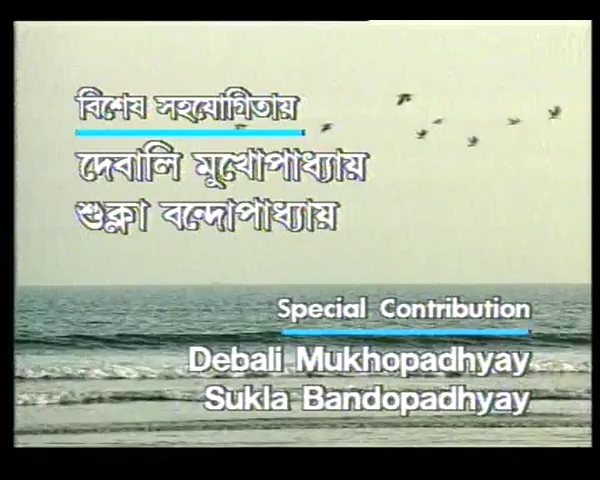 বিশেষ সহযোগিতায়
দেবালি মুখোপাধ্যায়
শুক্লা বন্দোপাধ্যায়
Special Contribution
Debali Mukhopadhyay
Sukla Bandopadhyay